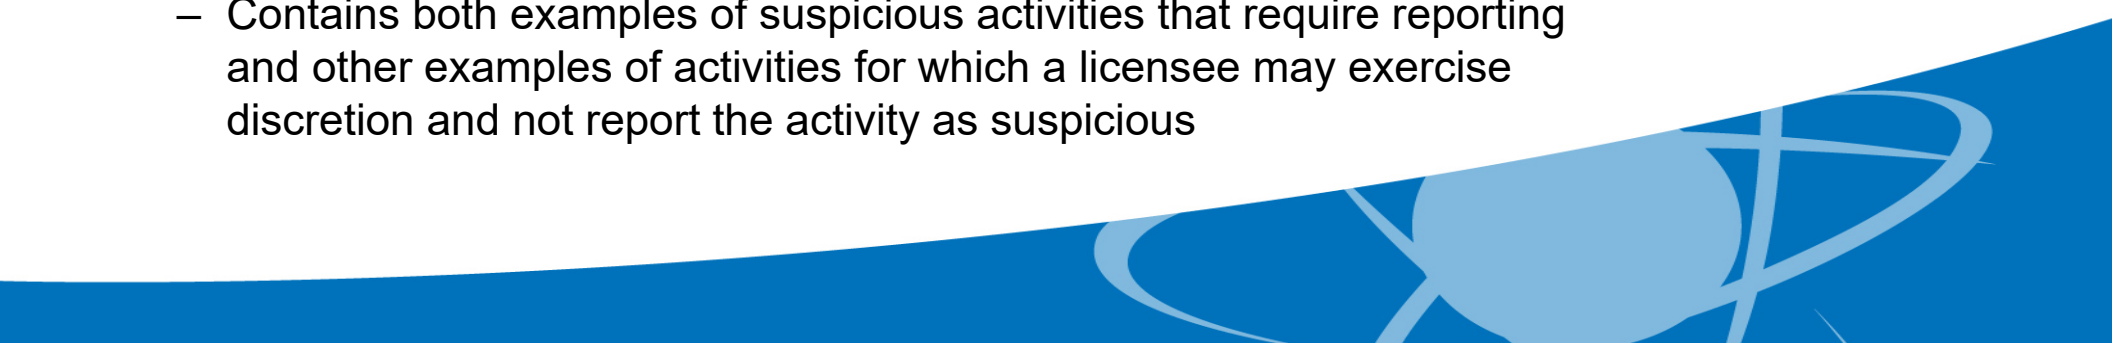 – Contains both examples of suspicious activities that require reporting
and other examples of activities for which a licensee may exercise
discretion and not report the activity as suspicious